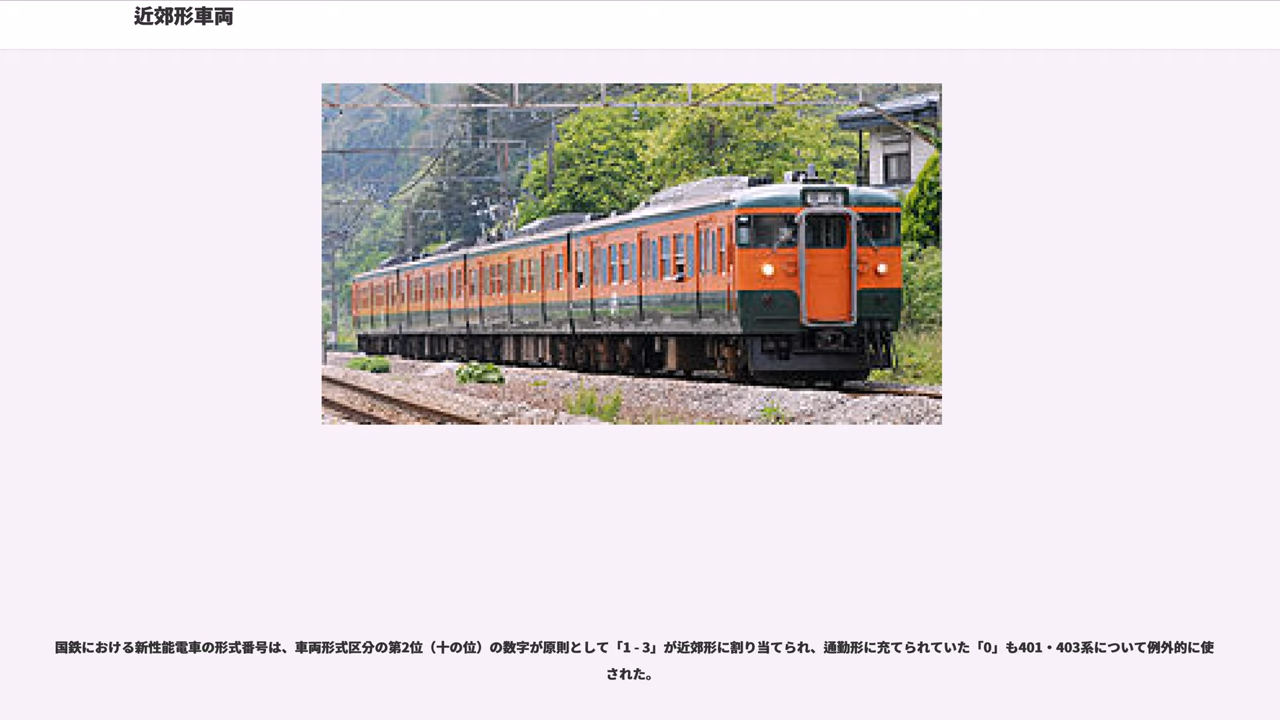 近郊形車両
国鉄における新性能電車の形式番号は、車両形式区分の第2位（十の位）の数字が原則として「1 - 3」が近郊形に割り当てられ、通勤形に充てられていた「0」も401・403系について例外的に使
された。